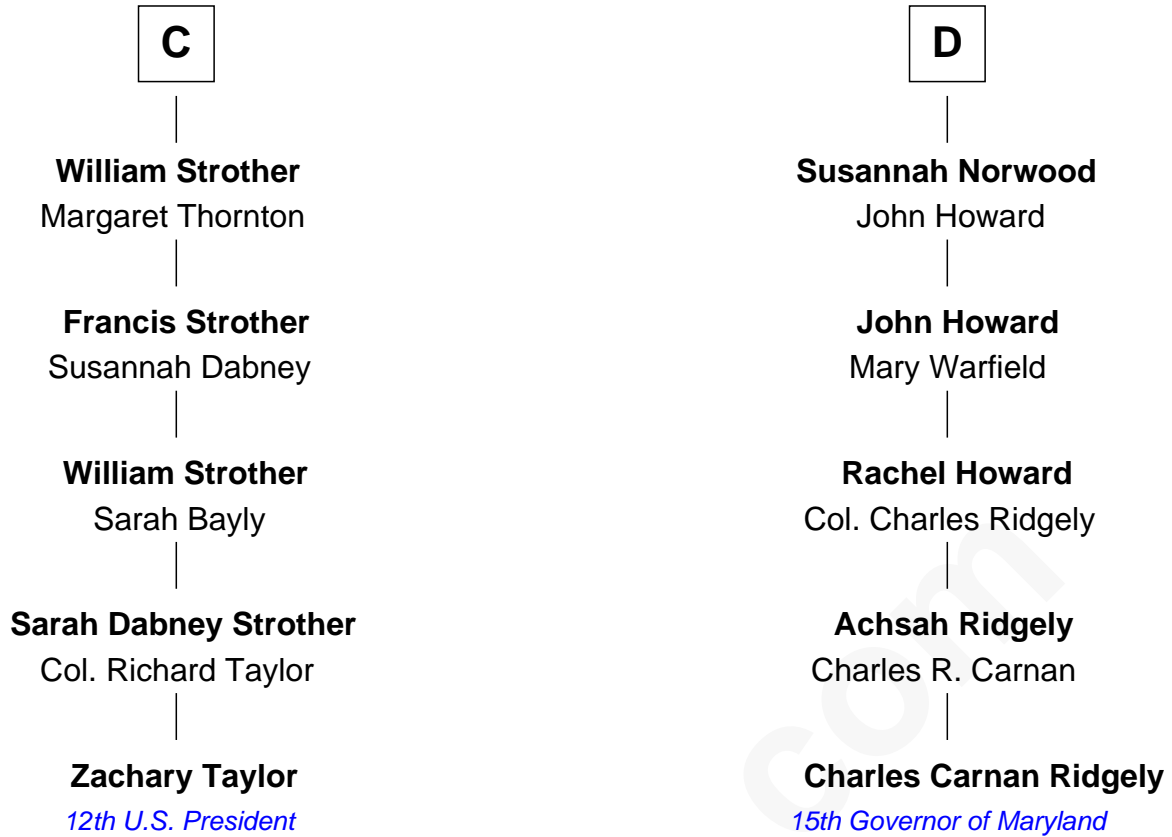 C
William Strother
Margaret Thornton
Francis Strother
Susannah Dabney
William Strother
Sarah Bayly
Sarah Dabney Strother
Col. Richard Taylor
Zachary Taylor
12th U.S. President
D
Susannah Norwood
John Howard
John Howard
Mary Warfield
Rachel Howard
Col. Charles Ridgely
Achsah Ridgely
Charles R. Carnan
Charles Carnan Ridgely
15th Governor of Maryland
com